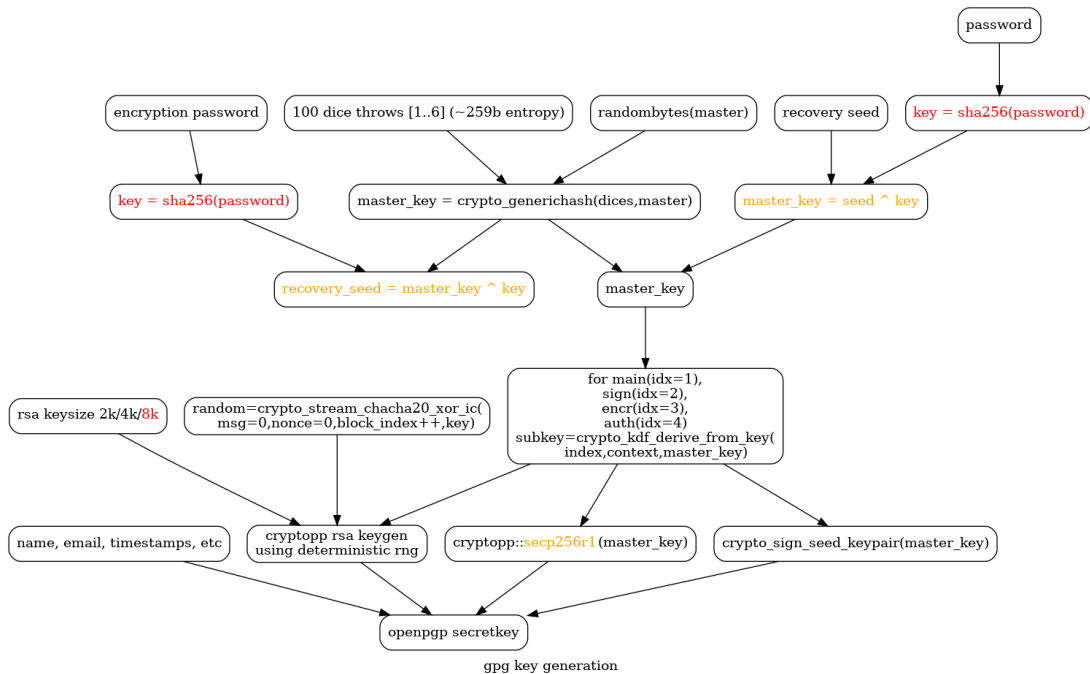 password
encryption password
100 dice throws [1..6] (~259b entropy)
randombytes(master)
recovery seed
key = sha256(password)
key = sha256(password)
master_key = crypto_generichash(dices,master)
master_key = seed ^ key
recovery_seed = master_key ^ key
master_key
rsa keysize 2k/4k/8k
random=crypto_stream_chacha20_xor_ic(
msg=0,nonce=0,block_index++,key)
for main(idx=1),
sign(idx=2),
encr(idx=3),
auth(idx=4)
subkey=crypto_kdf_derive_from_key(
index,context,master_key)
name, email, timestamps, etc
cryptopp rsa keygen
using deterministic rng
cryptopp::secp256r1(master_key)
crypto_sign_seed_keypair(master_key)
openpgp secretkey
gpg key generation